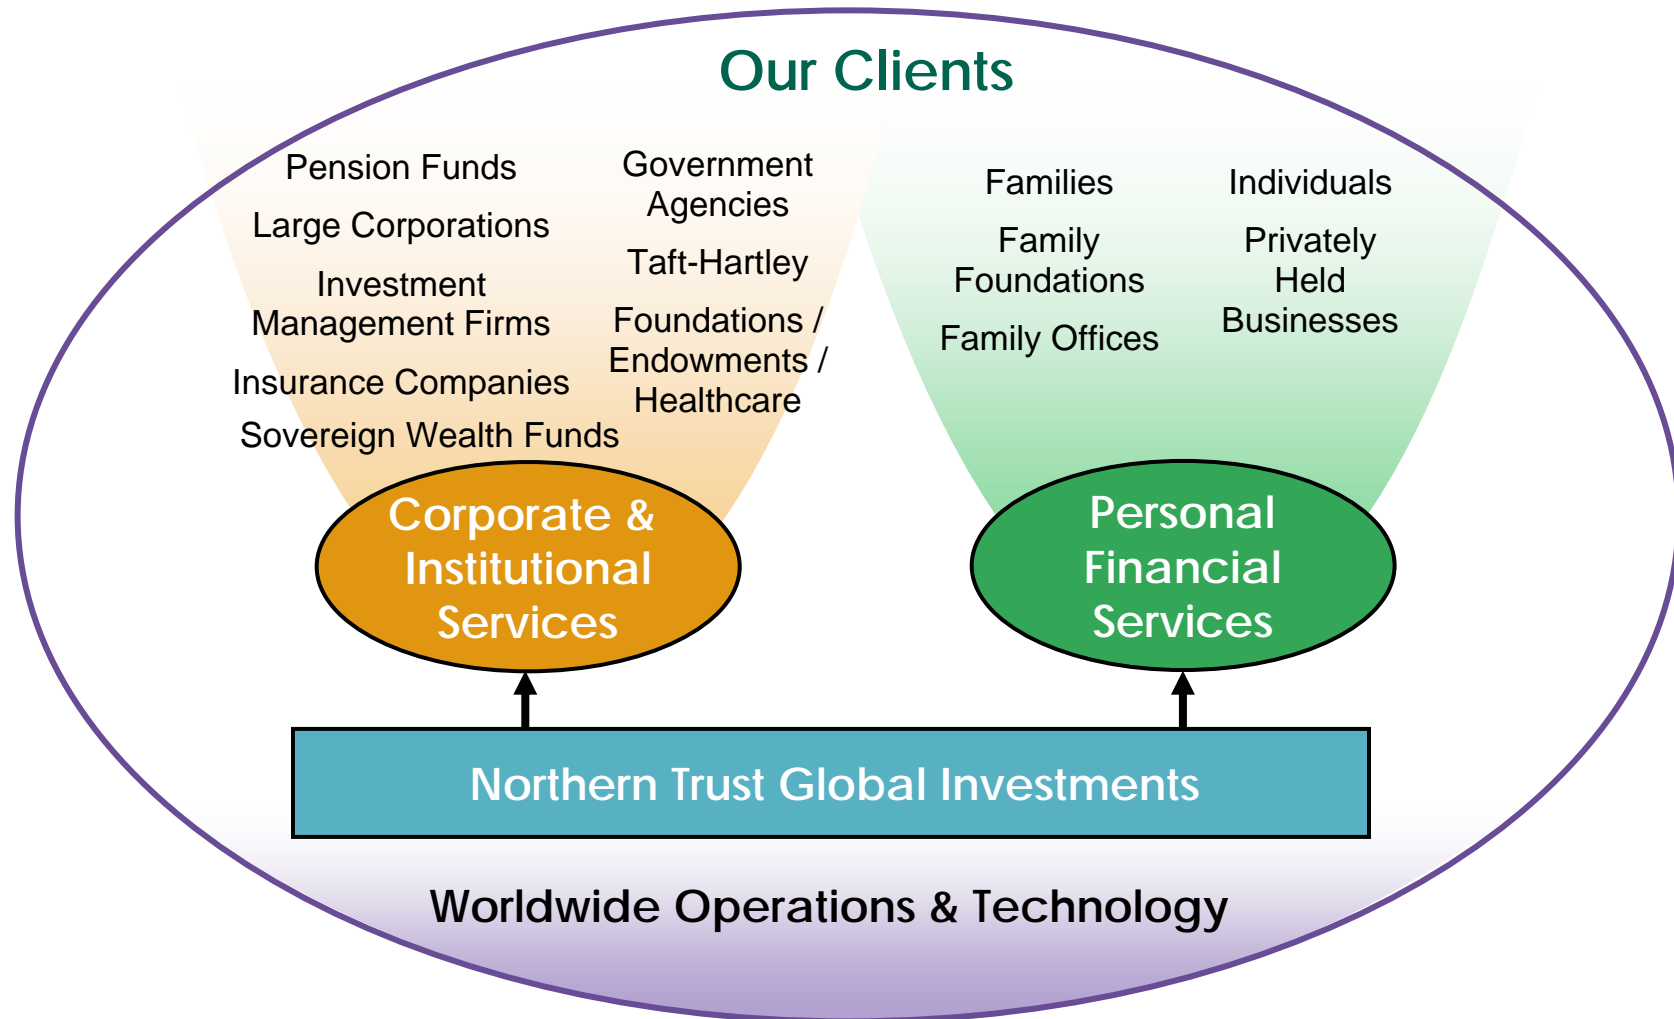 Our Clients
Pension Funds
Large Corporations
Investment
Management Firms
Insurance Companies
Sovereign Wealth Funds
Government
Agencies
Taft-Hartley
Foundations /
Endowments /
Healthcare
Families
Family
Foundations
Family Offices
Individuals
Privately
Held
Businesses
Corporate &
Institutional
Services
Personal
Financial
Services
Northern Trust Global Investments
Worldwide Operations & Technology